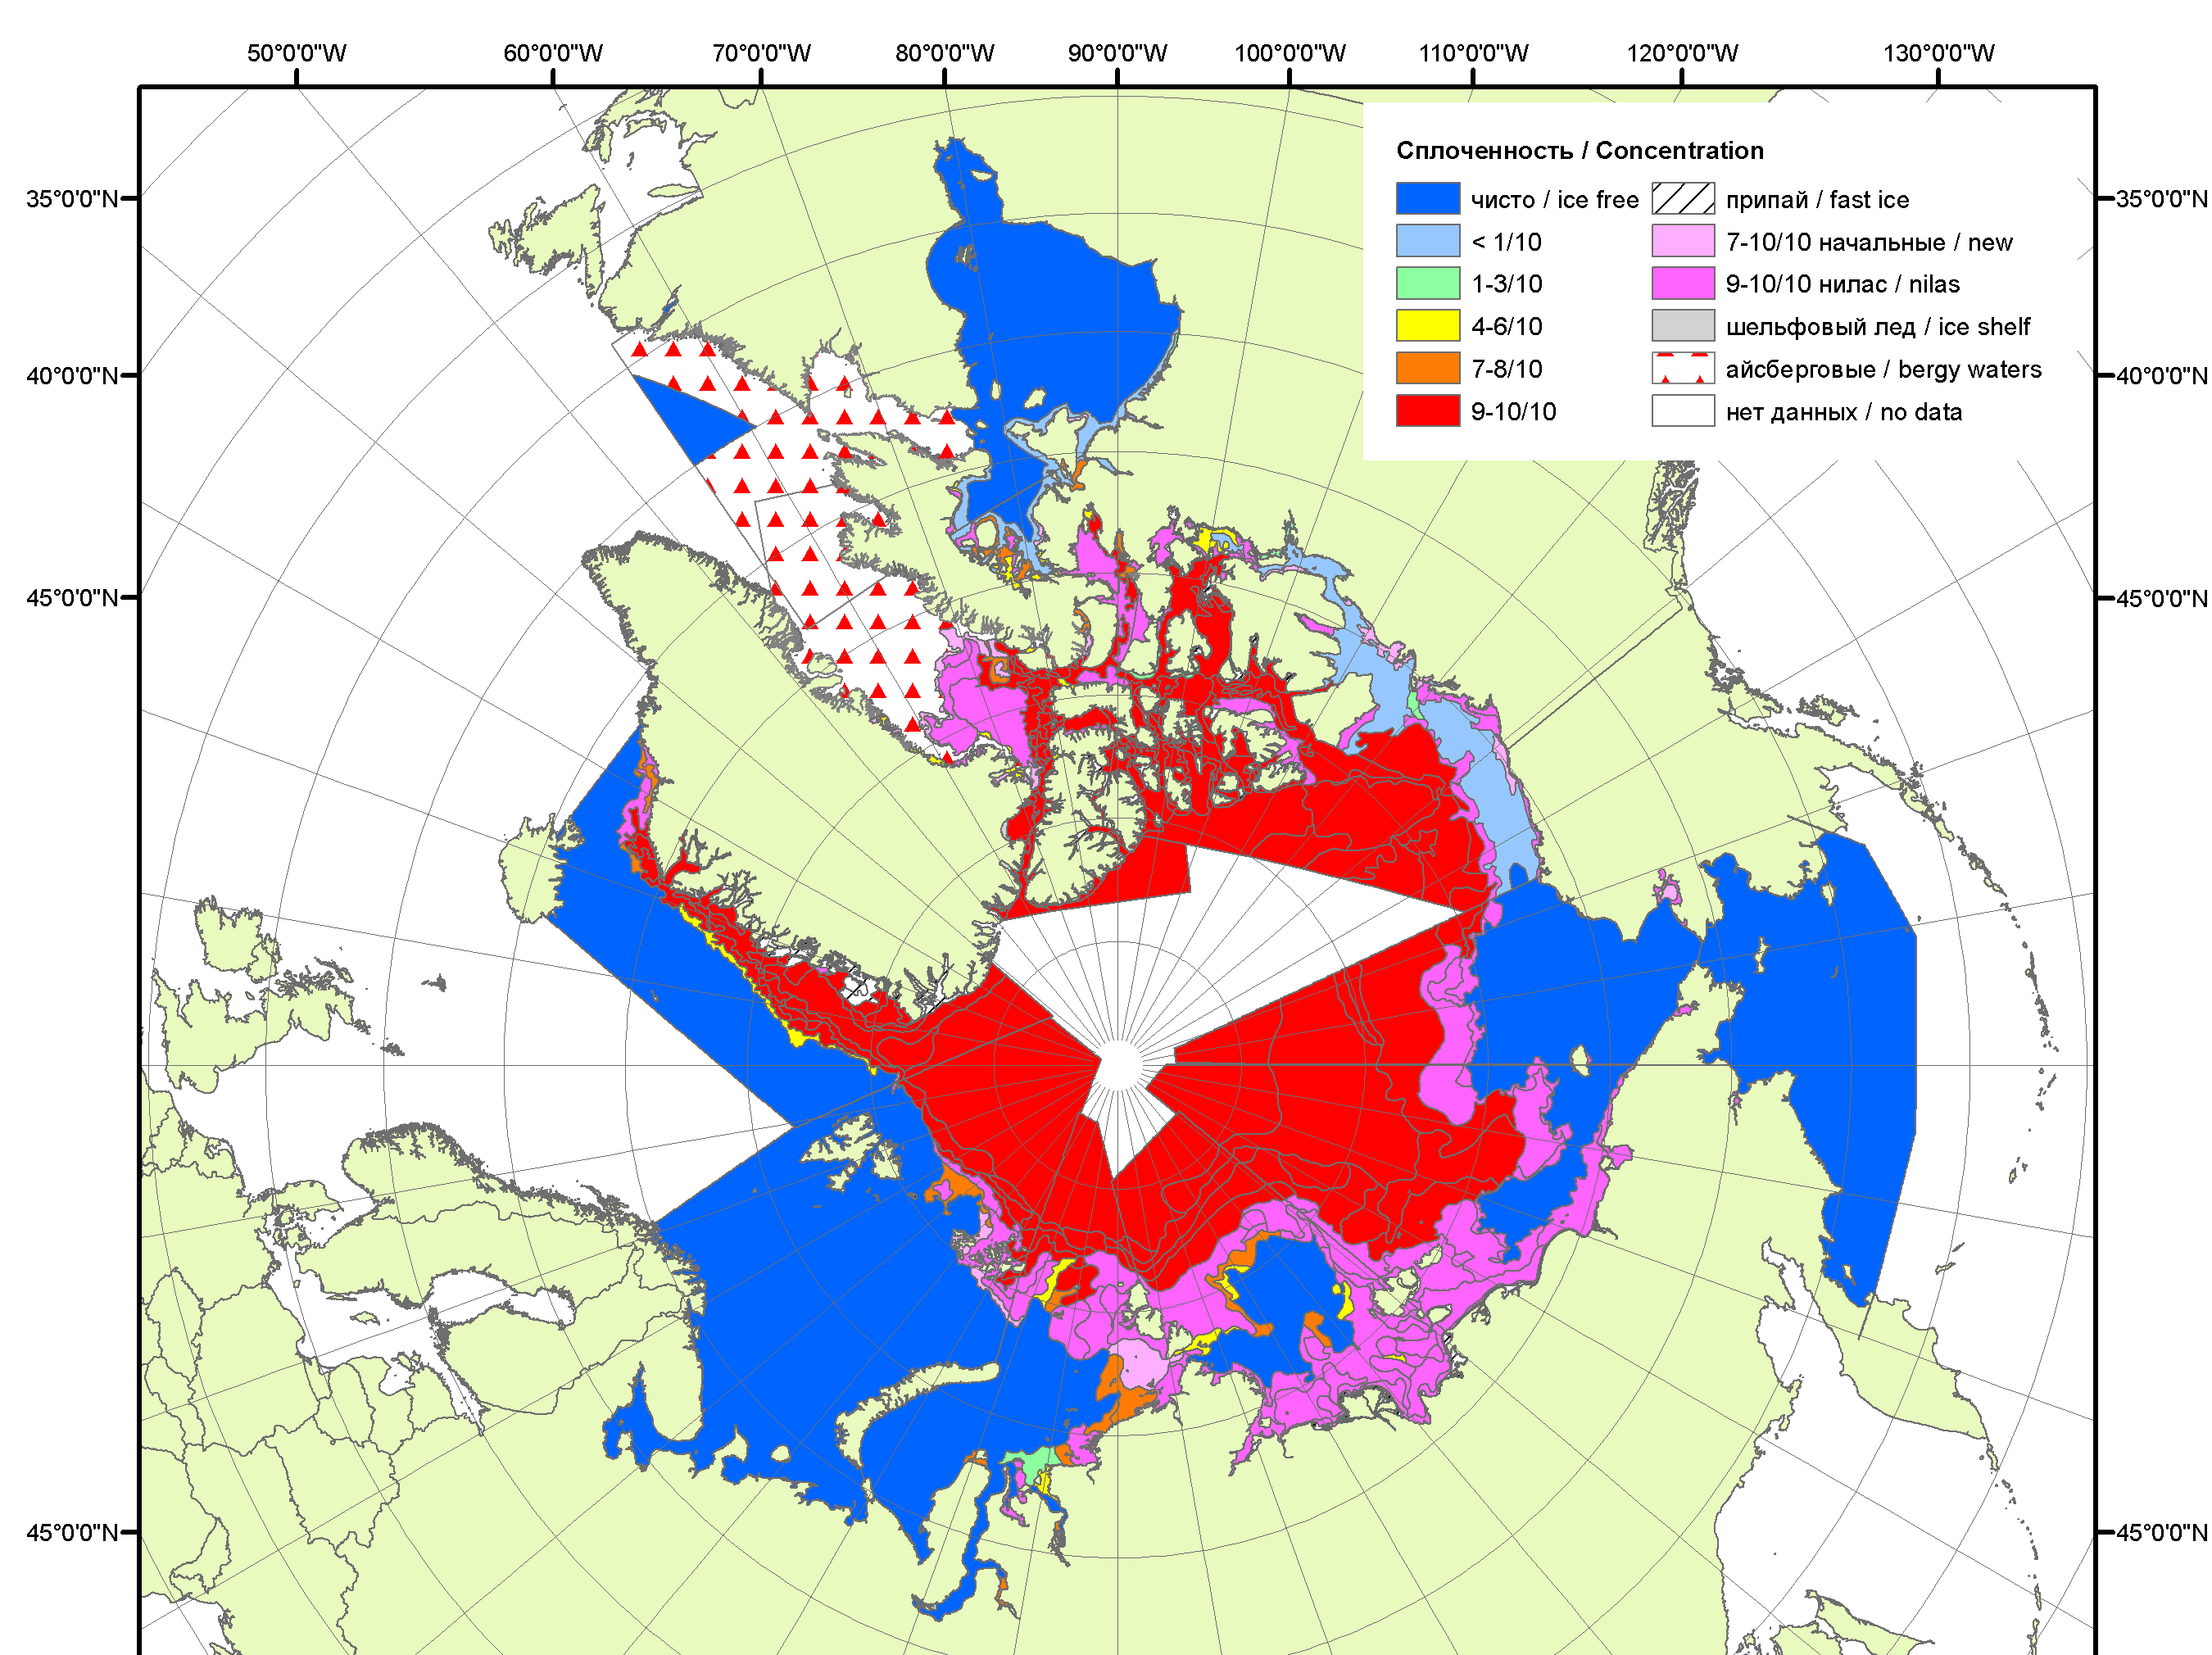 50°0'0"W 60°0'0"W 70°0'0"W 80°0'0"W 90°0'0"W 100°0'0"W 110°0'0"W 120°0'0"W 130°0'0"W
Сплоченность / Concentration
чисто / ice free
< 1/10
1-3/10
4-6/10
7-8/10
9-10/10
припай / fast ice
7-10/10 начальные / new
9-10/10 нилас / nilas
шельфовый лед / ice shelf
айсберговые / bergy waters
нет данных / no data
35°0'0"N 35°0'0"N
40°0'0"N 40°0'0"N
45°0'0"N 45°0'0"N
45°0'0"N 45°0'0"N